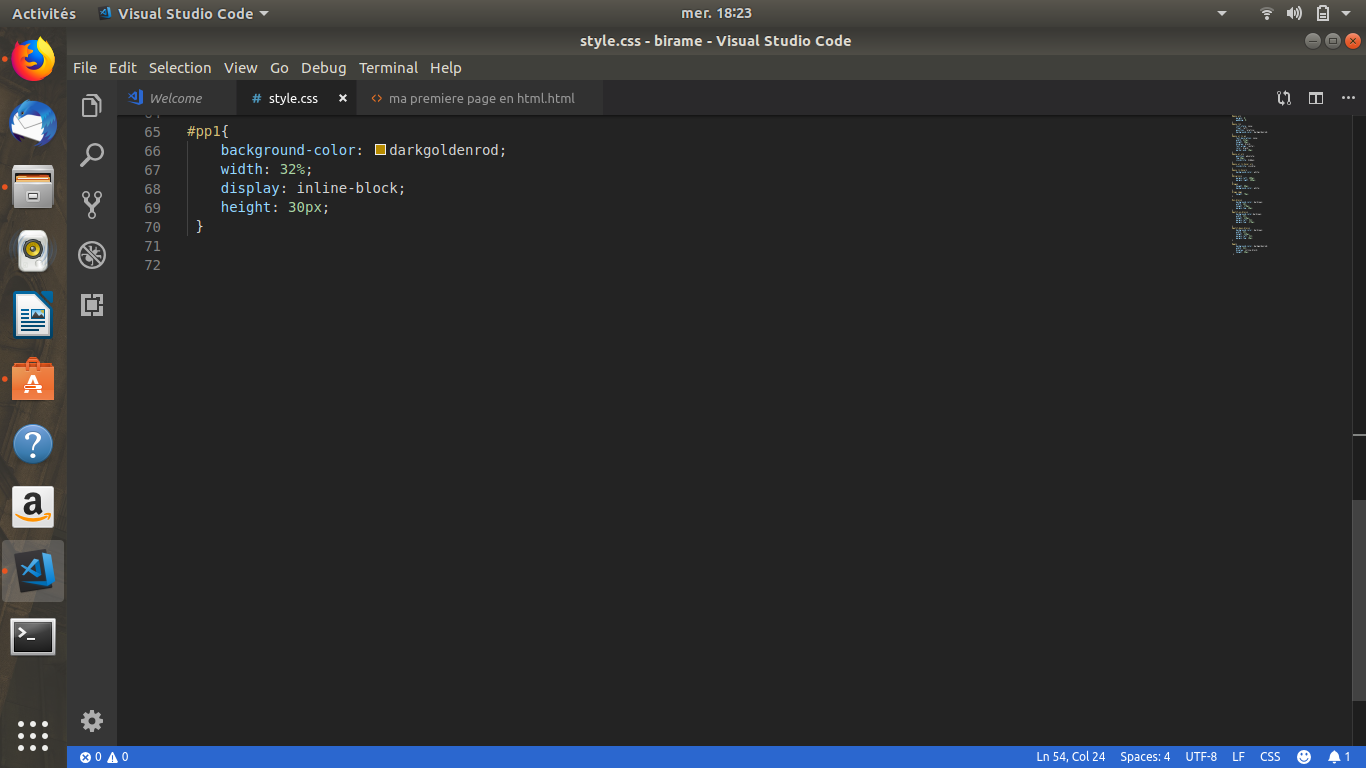 Activités Visual Studio Code mer. 18:23
style.css - birame - Visual Studio Code
File Edit Selection View Go Debug Terminal Help
Welcome # style.css × <> ma premiere page en html.html
65 #pp1{
66 background-color: darkgoldenrod;
67 width: 32%;
68 display: inline-block;
69 height: 30px;
70 }
71
72
0 0 Ln 54, Col 24 Spaces: 4 UTF-8 LF CSS 1